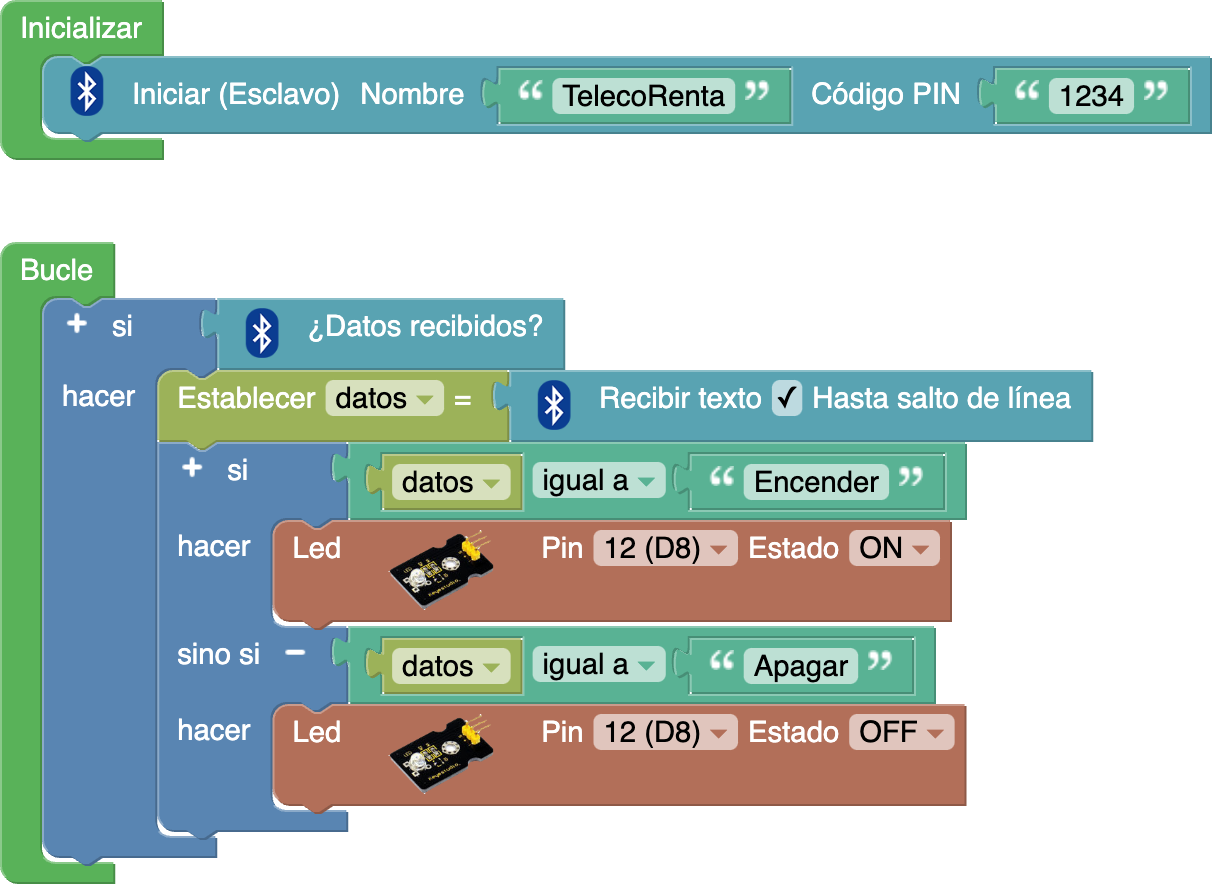 Inicializar
Iniciar (Esclavo) Nombre “ TelecoRenta ” Código PIN “ 1234 ”
Bucle
+ si ¿Datos recibidos?
hacer Establecer datos = Recibir texto ✓ Hasta salto de línea
+ si datos igual a “ Encender ”
hacer Led Pin 12 (D8) Estado ON
sino si − datos igual a “ Apagar ”
hacer Led Pin 12 (D8) Estado OFF